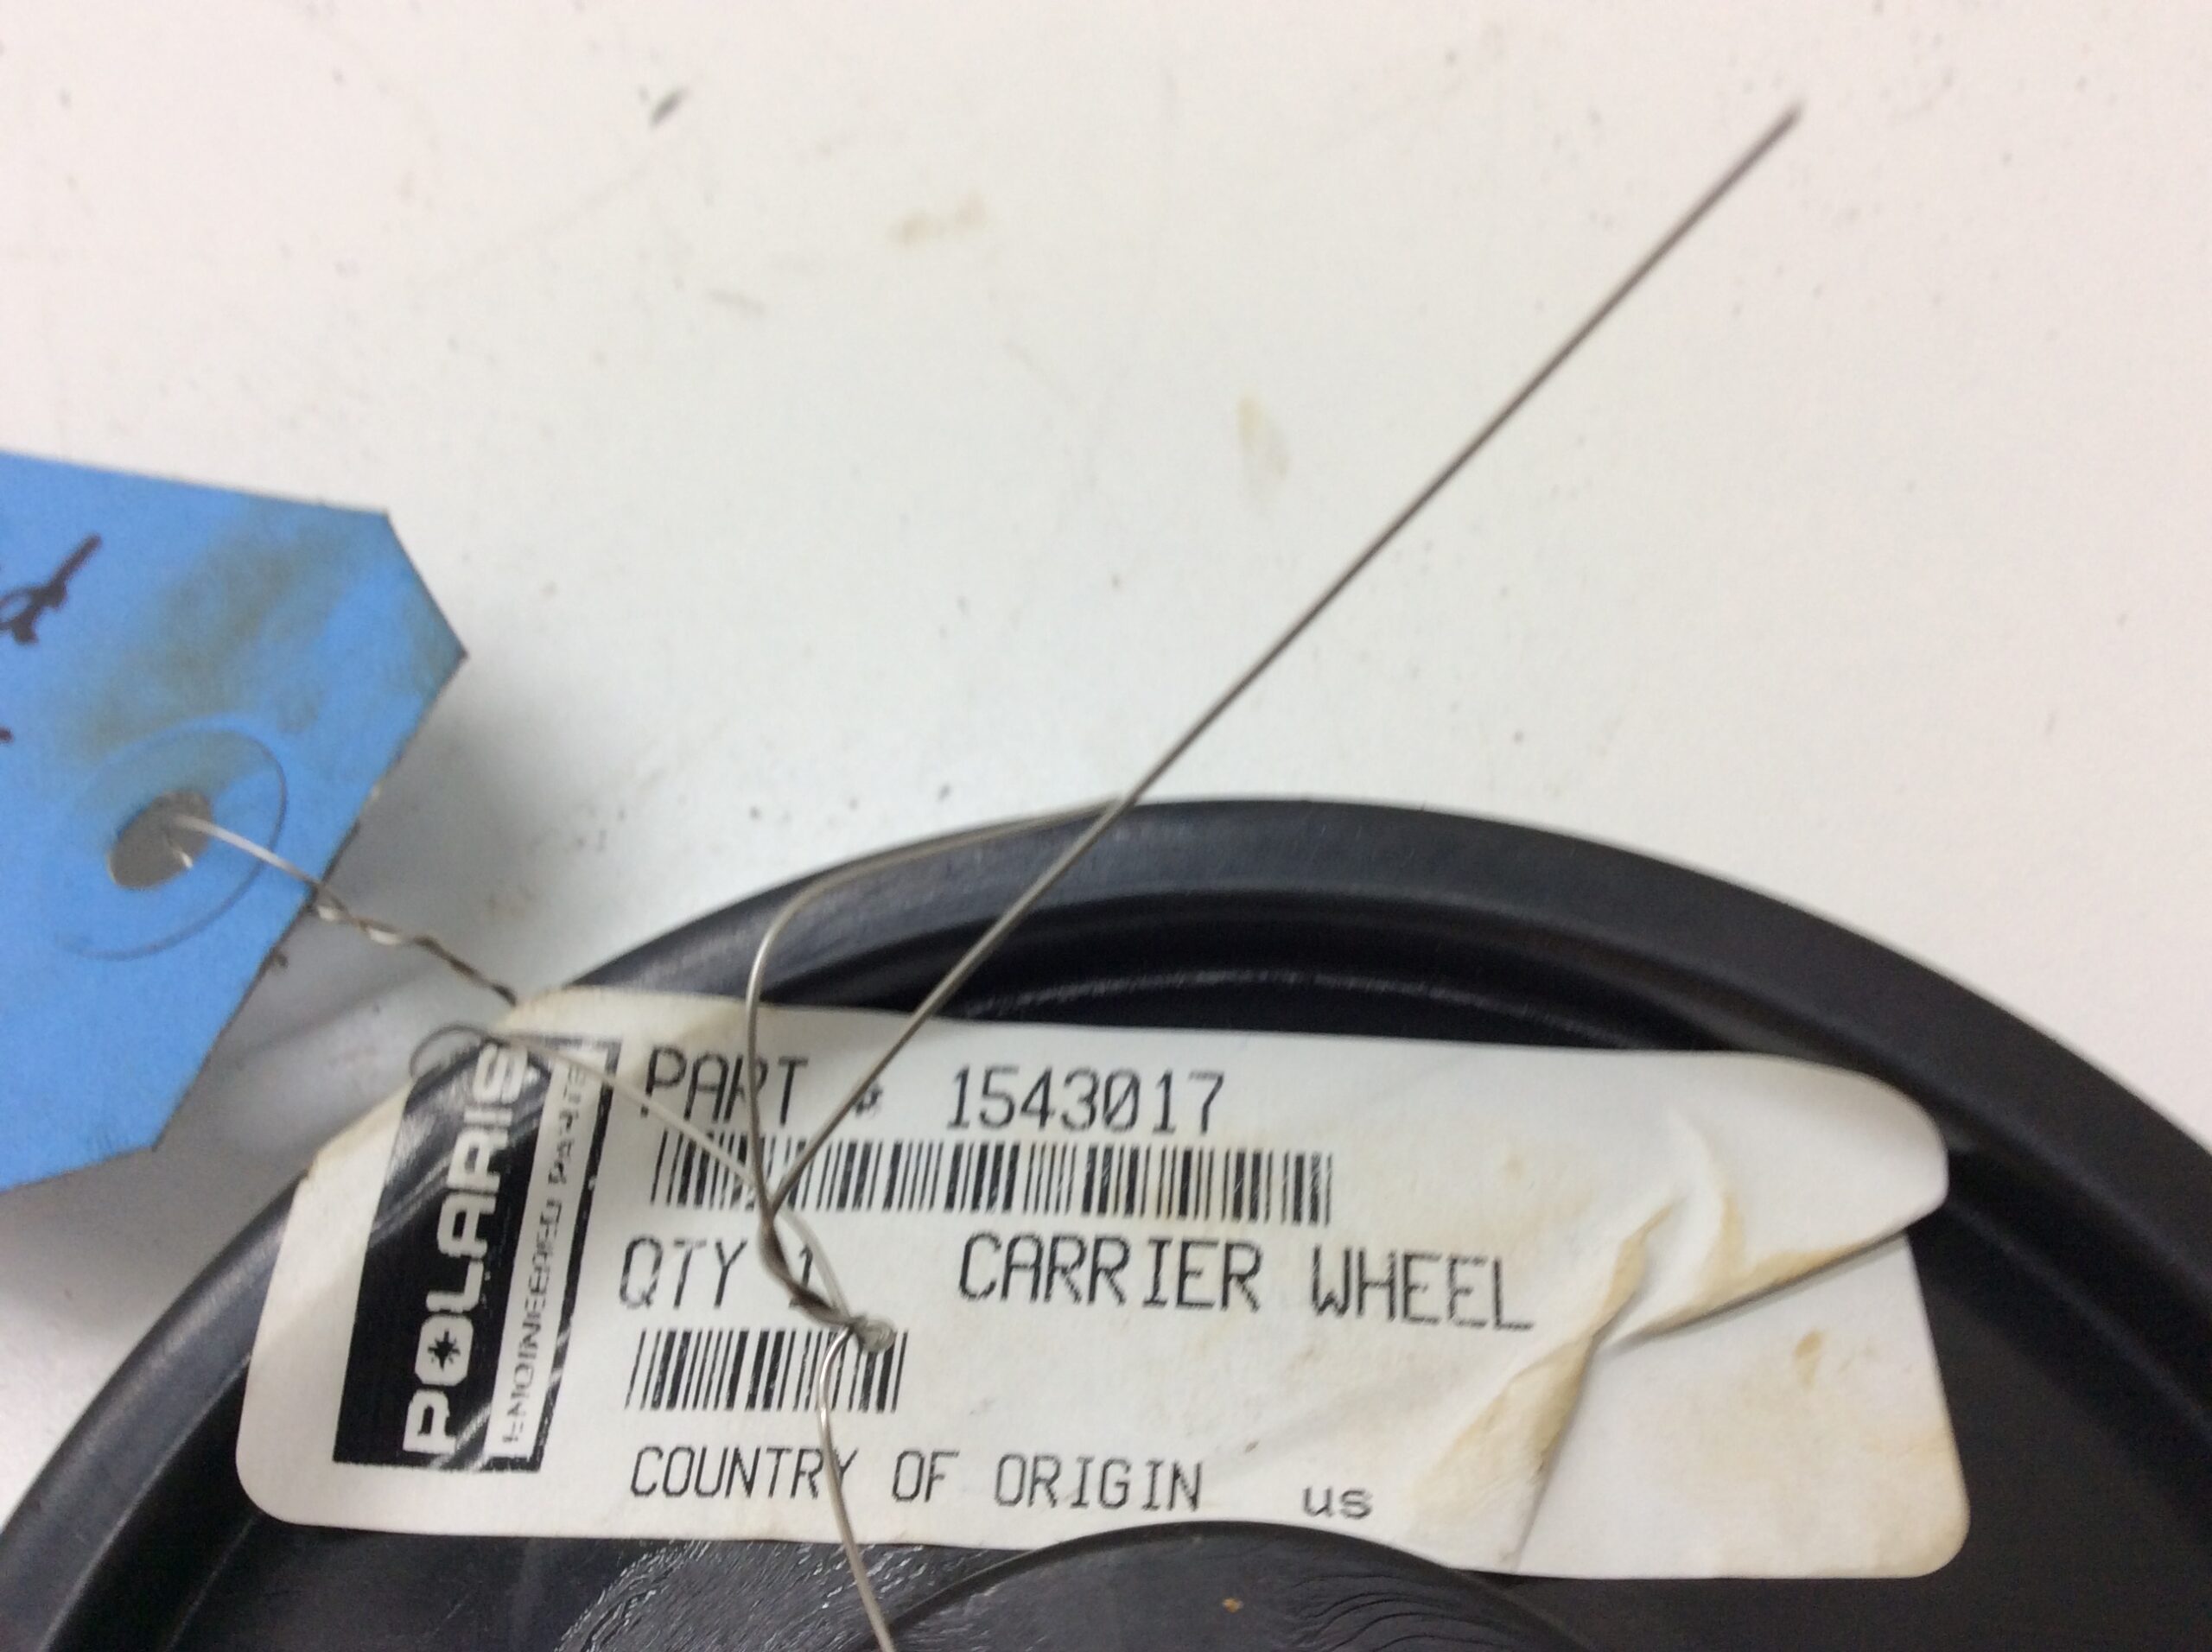 POLARIS
ENGINEERED PARTS
PART # 1543017
QTY 1 CARRIER WHEEL
COUNTRY OF ORIGIN us